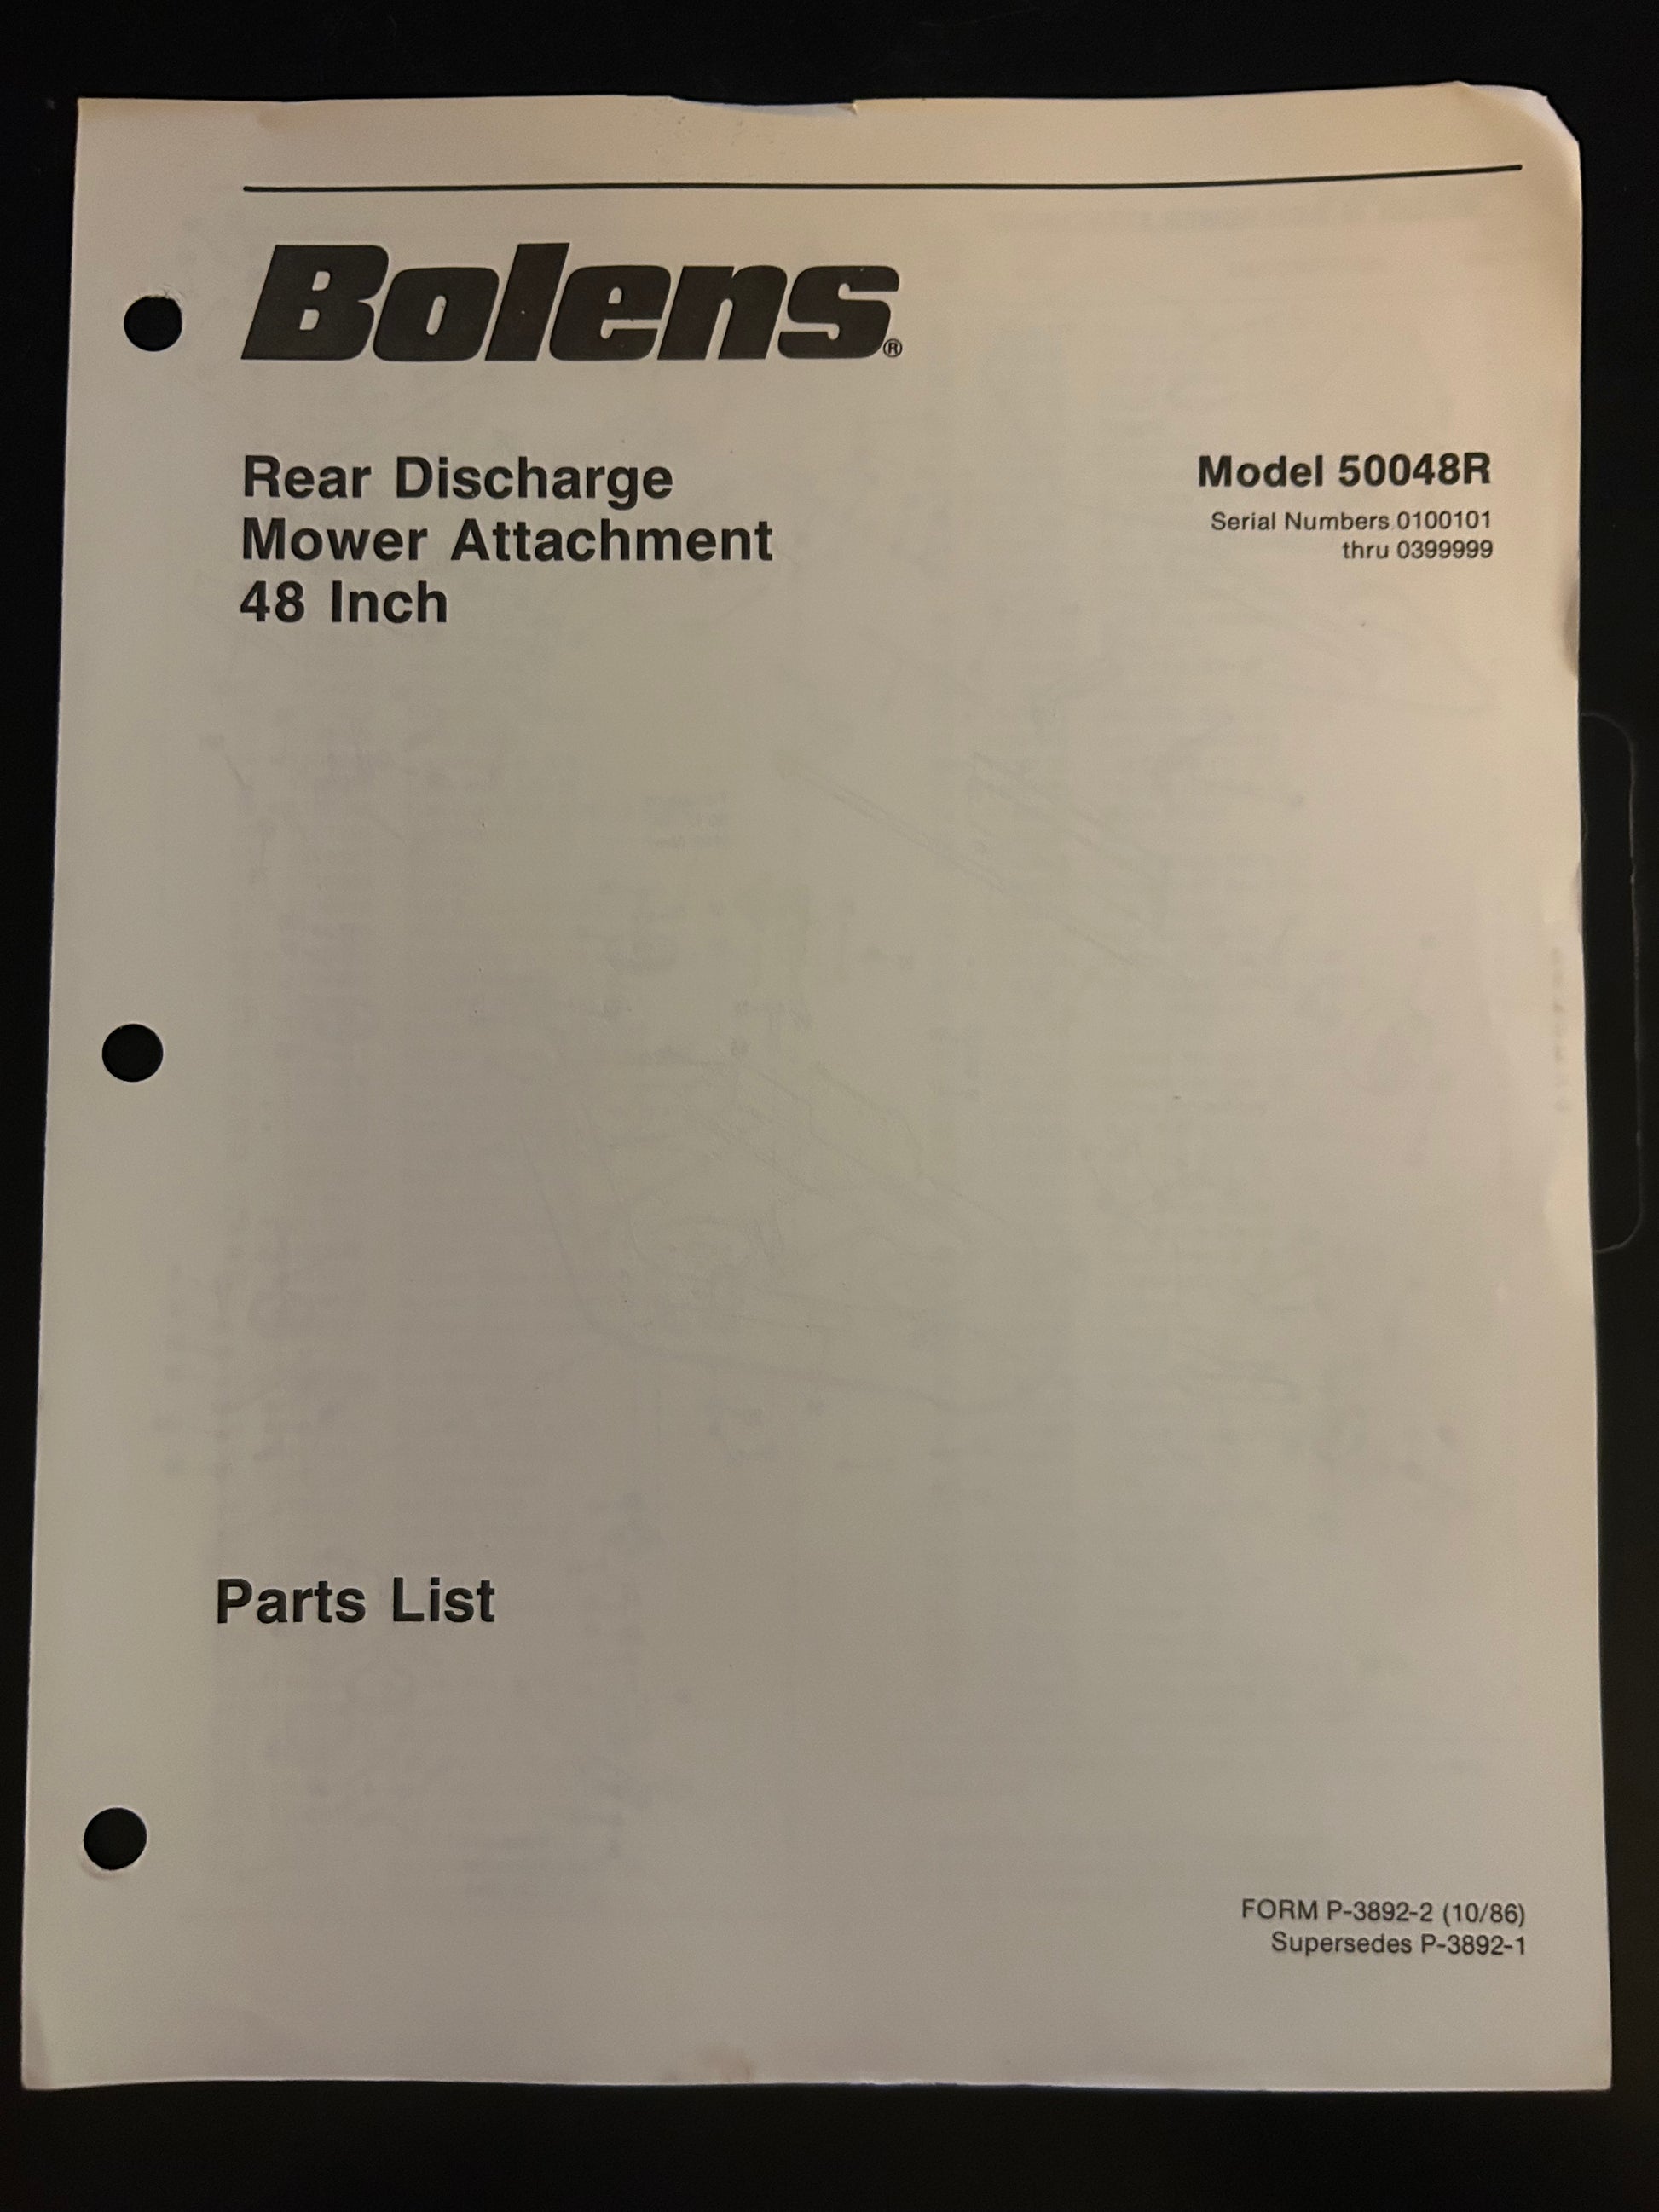 Bolens®
Rear Discharge
Mower Attachment
48 Inch
Model 50048R
Serial Numbers 0100101
thru 0399999
Parts List
FORM P-3892-2 (10/86)
Supersedes P-3892-1